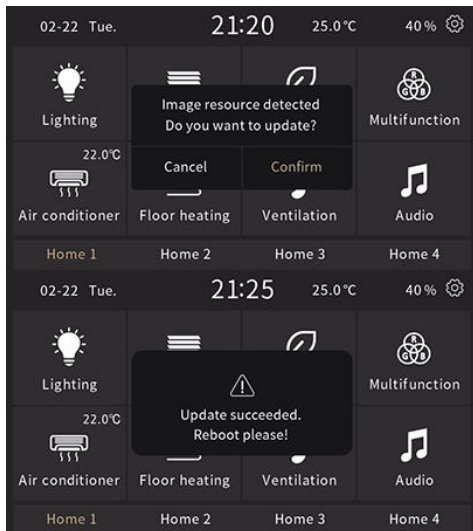 02-22 Tue. 21:20 25.0℃ 40%
Lighting
Image resource detected
Do you want to update?
Cancel Confirm
R
G B
Multifunction
22.0℃
Air conditioner Floor heating Ventilation Audio
Home 1 Home 2 Home 3 Home 4
02-22 Tue. 21:25 25.0℃ 40%
Lighting
R
G B
Multifunction
Update succeeded.
Reboot please!
22.0℃
Air conditioner Floor heating Ventilation Audio
Home 1 Home 2 Home 3 Home 4